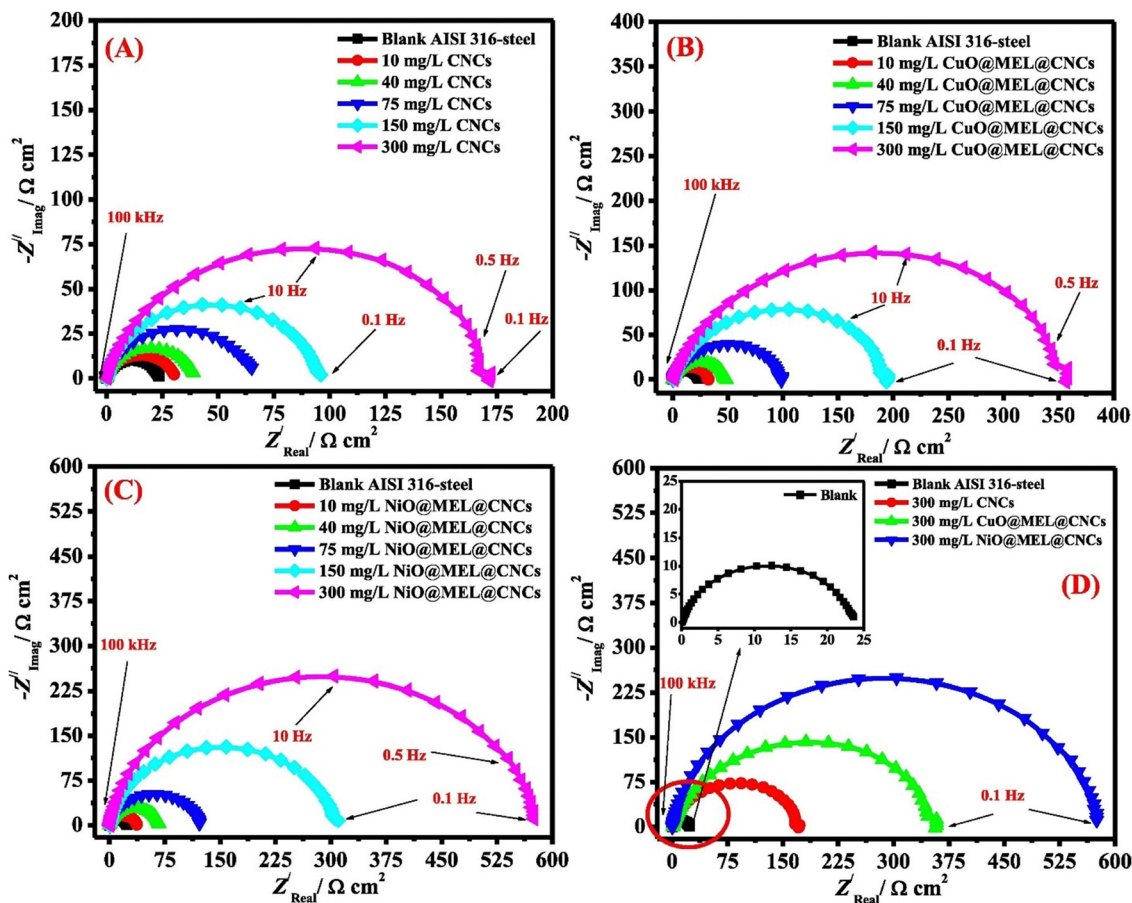 (A)
Blank AISI 316-steel
10 mg/L CNCs
40 mg/L CNCs
75 mg/L CNCs
150 mg/L CNCs
300 mg/L CNCs
200
175
150
125
100
75
50
25
0
-Z//Imag/ Ω cm2
100 kHz
10 Hz
0.5 Hz
0.1 Hz
0.1 Hz
0 25 50 75 100 125 150 175 200
Z/Real/ Ω cm2
(B)
Blank AISI 316-steel
10 mg/L CuO@MEL@CNCs
40 mg/L CuO@MEL@CNCs
75 mg/L CuO@MEL@CNCs
150 mg/L CuO@MEL@CNCs
300 mg/L CuO@MEL@CNCs
400
350
300
250
200
150
100
50
0
-Z//Imag/ Ω cm2
100 kHz
10 Hz
0.5 Hz
0.1 Hz
0 50 100 150 200 250 300 350 400
Z/Real/ Ω cm2
(C)
Blank AISI 316-steel
10 mg/L NiO@MEL@CNCs
40 mg/L NiO@MEL@CNCs
75 mg/L NiO@MEL@CNCs
150 mg/L NiO@MEL@CNCs
300 mg/L NiO@MEL@CNCs
600
525
450
375
300
225
150
75
0
-Z//Imag/ Ω cm2
100 kHz
10 Hz
0.5 Hz
0.1 Hz
0 75 150 225 300 375 450 525 600
Z/Real/ Ω cm2
(D)
Blank AISI 316-steel
300 mg/L CNCs
300 mg/L CuO@MEL@CNCs
300 mg/L NiO@MEL@CNCs
Blank
25
20
15
10
5
0
0 5 10 15 20 25
600
525
450
375
300
225
150
75
0
-Z//Imag/ Ω cm2
100 kHz
0.1 Hz
0 75 150 225 300 375 450 525 600
Z/Real/ Ω cm2